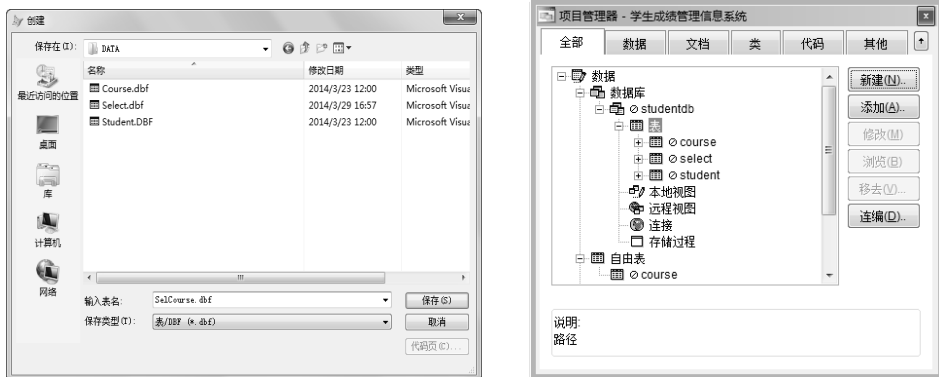 创建
保存在(I):
DATA
最近访问的位置
桌面
库
计算机
网络
名称 修改日期 类型
Course.dbf 2014/3/23 12:00 Microsoft Visua
Select.dbf 2014/3/29 16:57 Microsoft Visua
Student.DBF 2014/3/23 12:00 Microsoft Visua
输入表名: SelCourse.dbf 保存(S)
保存类型(T): 表/DBF (*.dbf) 取消
代码页(C)...
项目管理器 - 学生成绩管理信息系统
全部 数据 文档 类 代码 其他
数据
数据库
studentdb
表
course
select
student
本地视图
远程视图
连接
存储过程
自由表
course
新建(N)..
添加(A)..
修改(M)
浏览(B)
移去(V)..
连编(D)..
说明:
路径